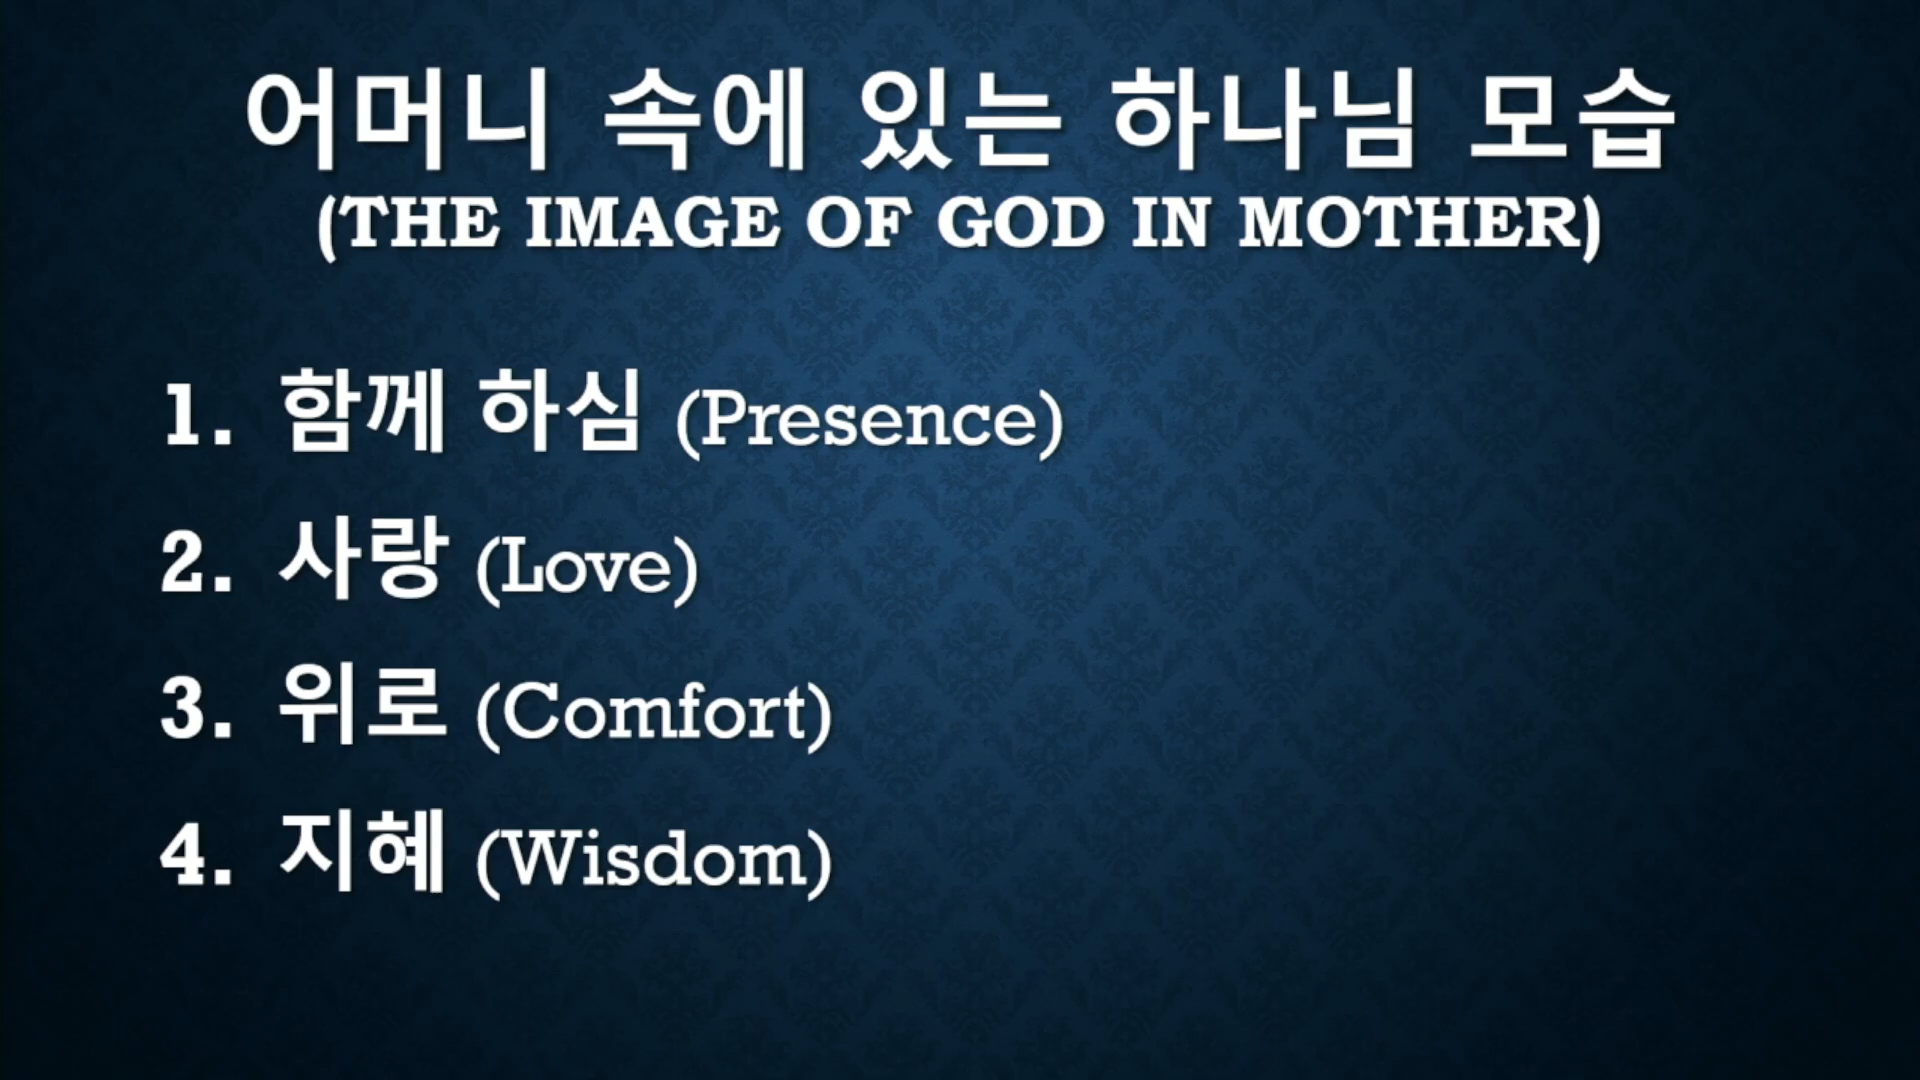 어머니 속에 있는 하나님 모습
(THE IMAGE OF GOD IN MOTHER)
1. 함께 하심 (Presence)
2. 사랑 (Love)
3. 위로 (Comfort)
4. 지혜 (Wisdom)